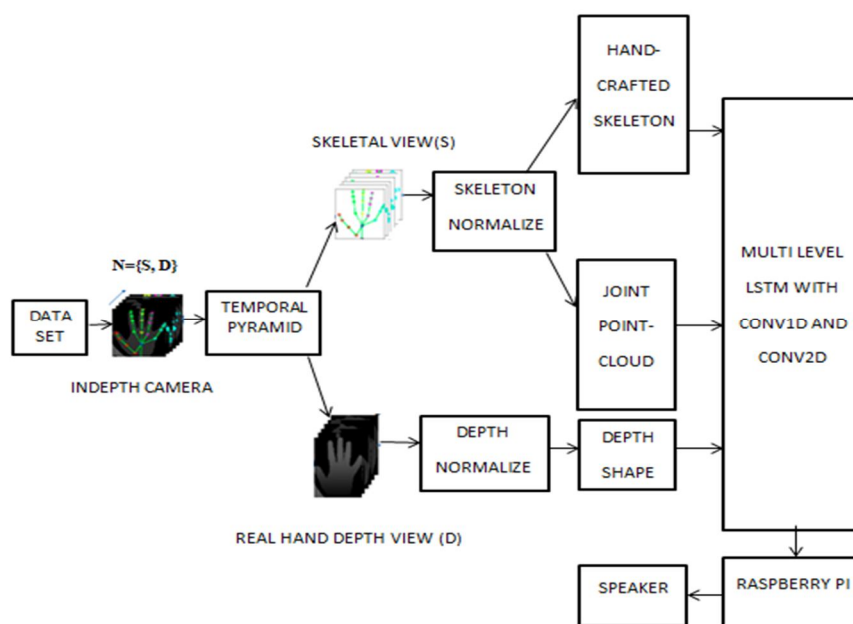 HAND-
CRAFTED
SKELETON
SKELETAL VIEW(S)
SKELETON
NORMALIZE
N={S, D}
DATA
SET
TEMPORAL
PYRAMID
INDEPTH CAMERA
JOINT
POINT-
CLOUD
MULTI LEVEL
LSTM WITH
CONV1D AND
CONV2D
DEPTH
NORMALIZE
DEPTH
SHAPE
REAL HAND DEPTH VIEW (D)
SPEAKER
RASPBERRY PI